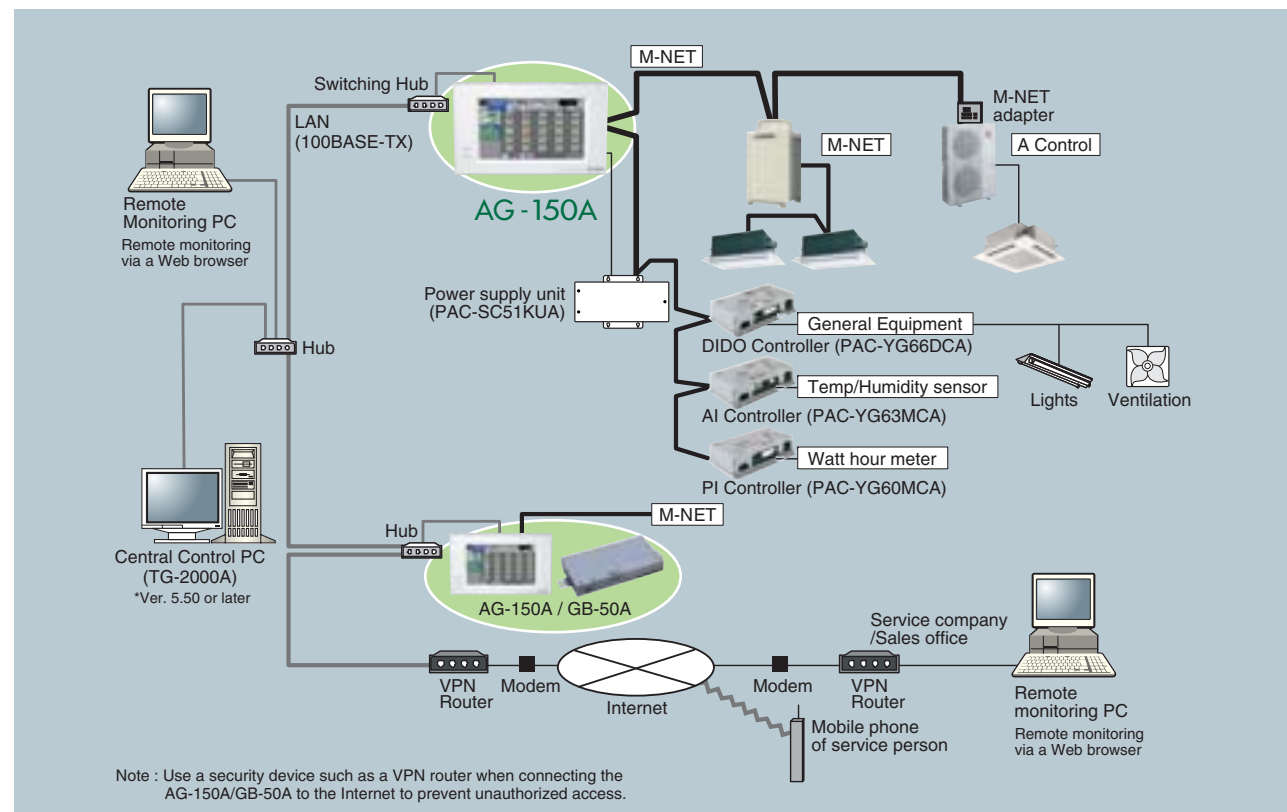 M-NET
Switching Hub
LAN
(100BASE-TX)
M-NET
adapter
M-NET
A Control
AG-150A
Remote
Monitoring PC
Remote monitoring
via a Web browser
Power supply unit
(PAC-SC51KUA)
General Equipment
DIDO Controller (PAC-YG66DCA)
Hub
Temp/Humidity sensor
AI Controller (PAC-YG63MCA)
Lights
Ventilation
Watt hour meter
PI Controller (PAC-YG60MCA)
M-NET
Hub
Central Control PC
(TG-2000A)
*Ver. 5.50 or later
AG-150A / GB-50A
Service company
/Sales office
VPN
Router
Modem
Internet
Modem
VPN
Router
Mobile phone
of service person
Remote
monitoring PC
Remote monitoring
via a Web browser
Note : Use a security device such as a VPN router when connecting the
AG-150A/GB-50A to the Internet to prevent unauthorized access.